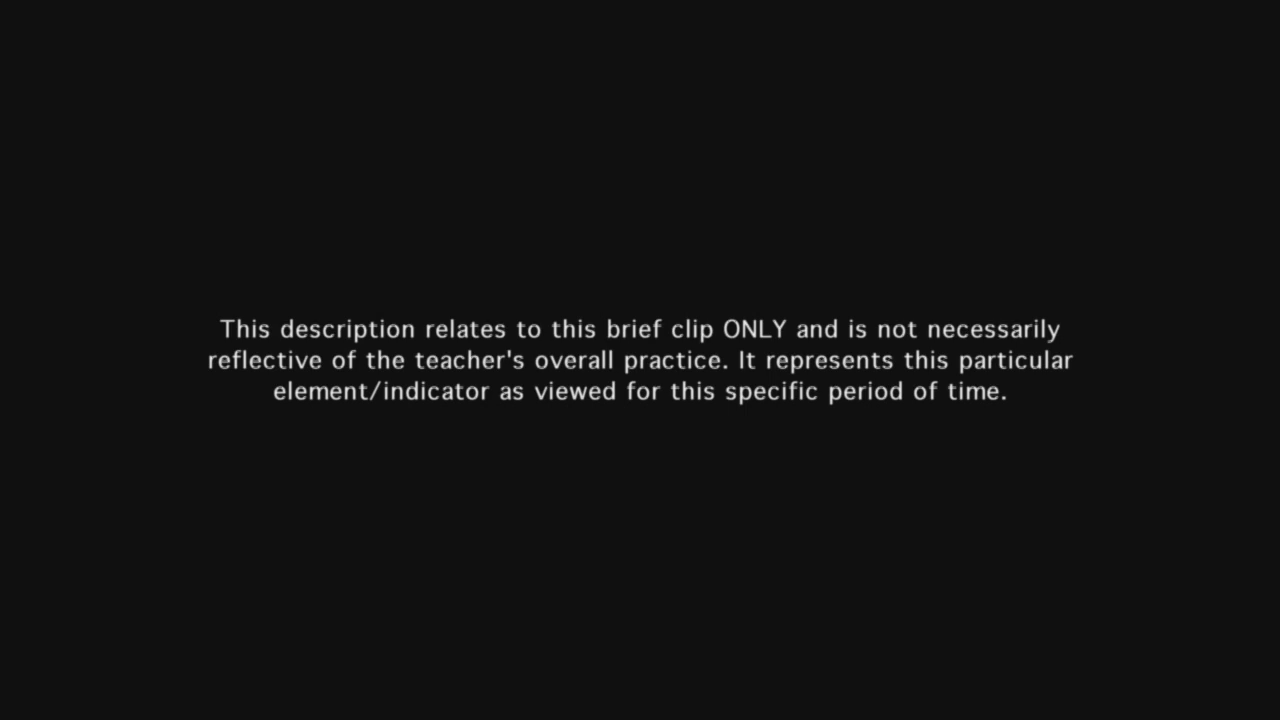 This description relates to this brief clip ONLY and is not necessarily
reflective of the teacher's overall practice. It represents this particular
element/indicator as viewed for this specific period of time.